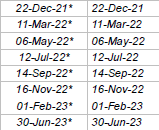 22-Dec-21* 22-Dec-21
11-Mar-22* 11-Mar-22
06-May-22* 06-May-22
12-Jul-22* 12-Jul-22
14-Sep-22* 14-Sep-22
16-Nov-22* 16-Nov-22
01-Feb-23* 01-Feb-23
30-Jun-23* 30-Jun-23